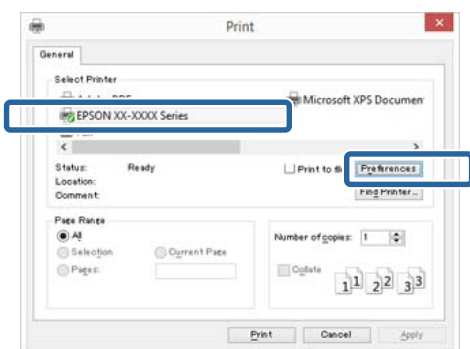 Print
General
Select Printer
Microsoft XPS Documen
EPSON XX-XXXX Series
Status: Ready
Print to
Preferences
Location:
Comment:
Find Printer...
Page Range
All
Selection
Current Page
Pages:
Number of copies: 1
Collate
1 1 2 2 3 3
Print
Cancel
Apply